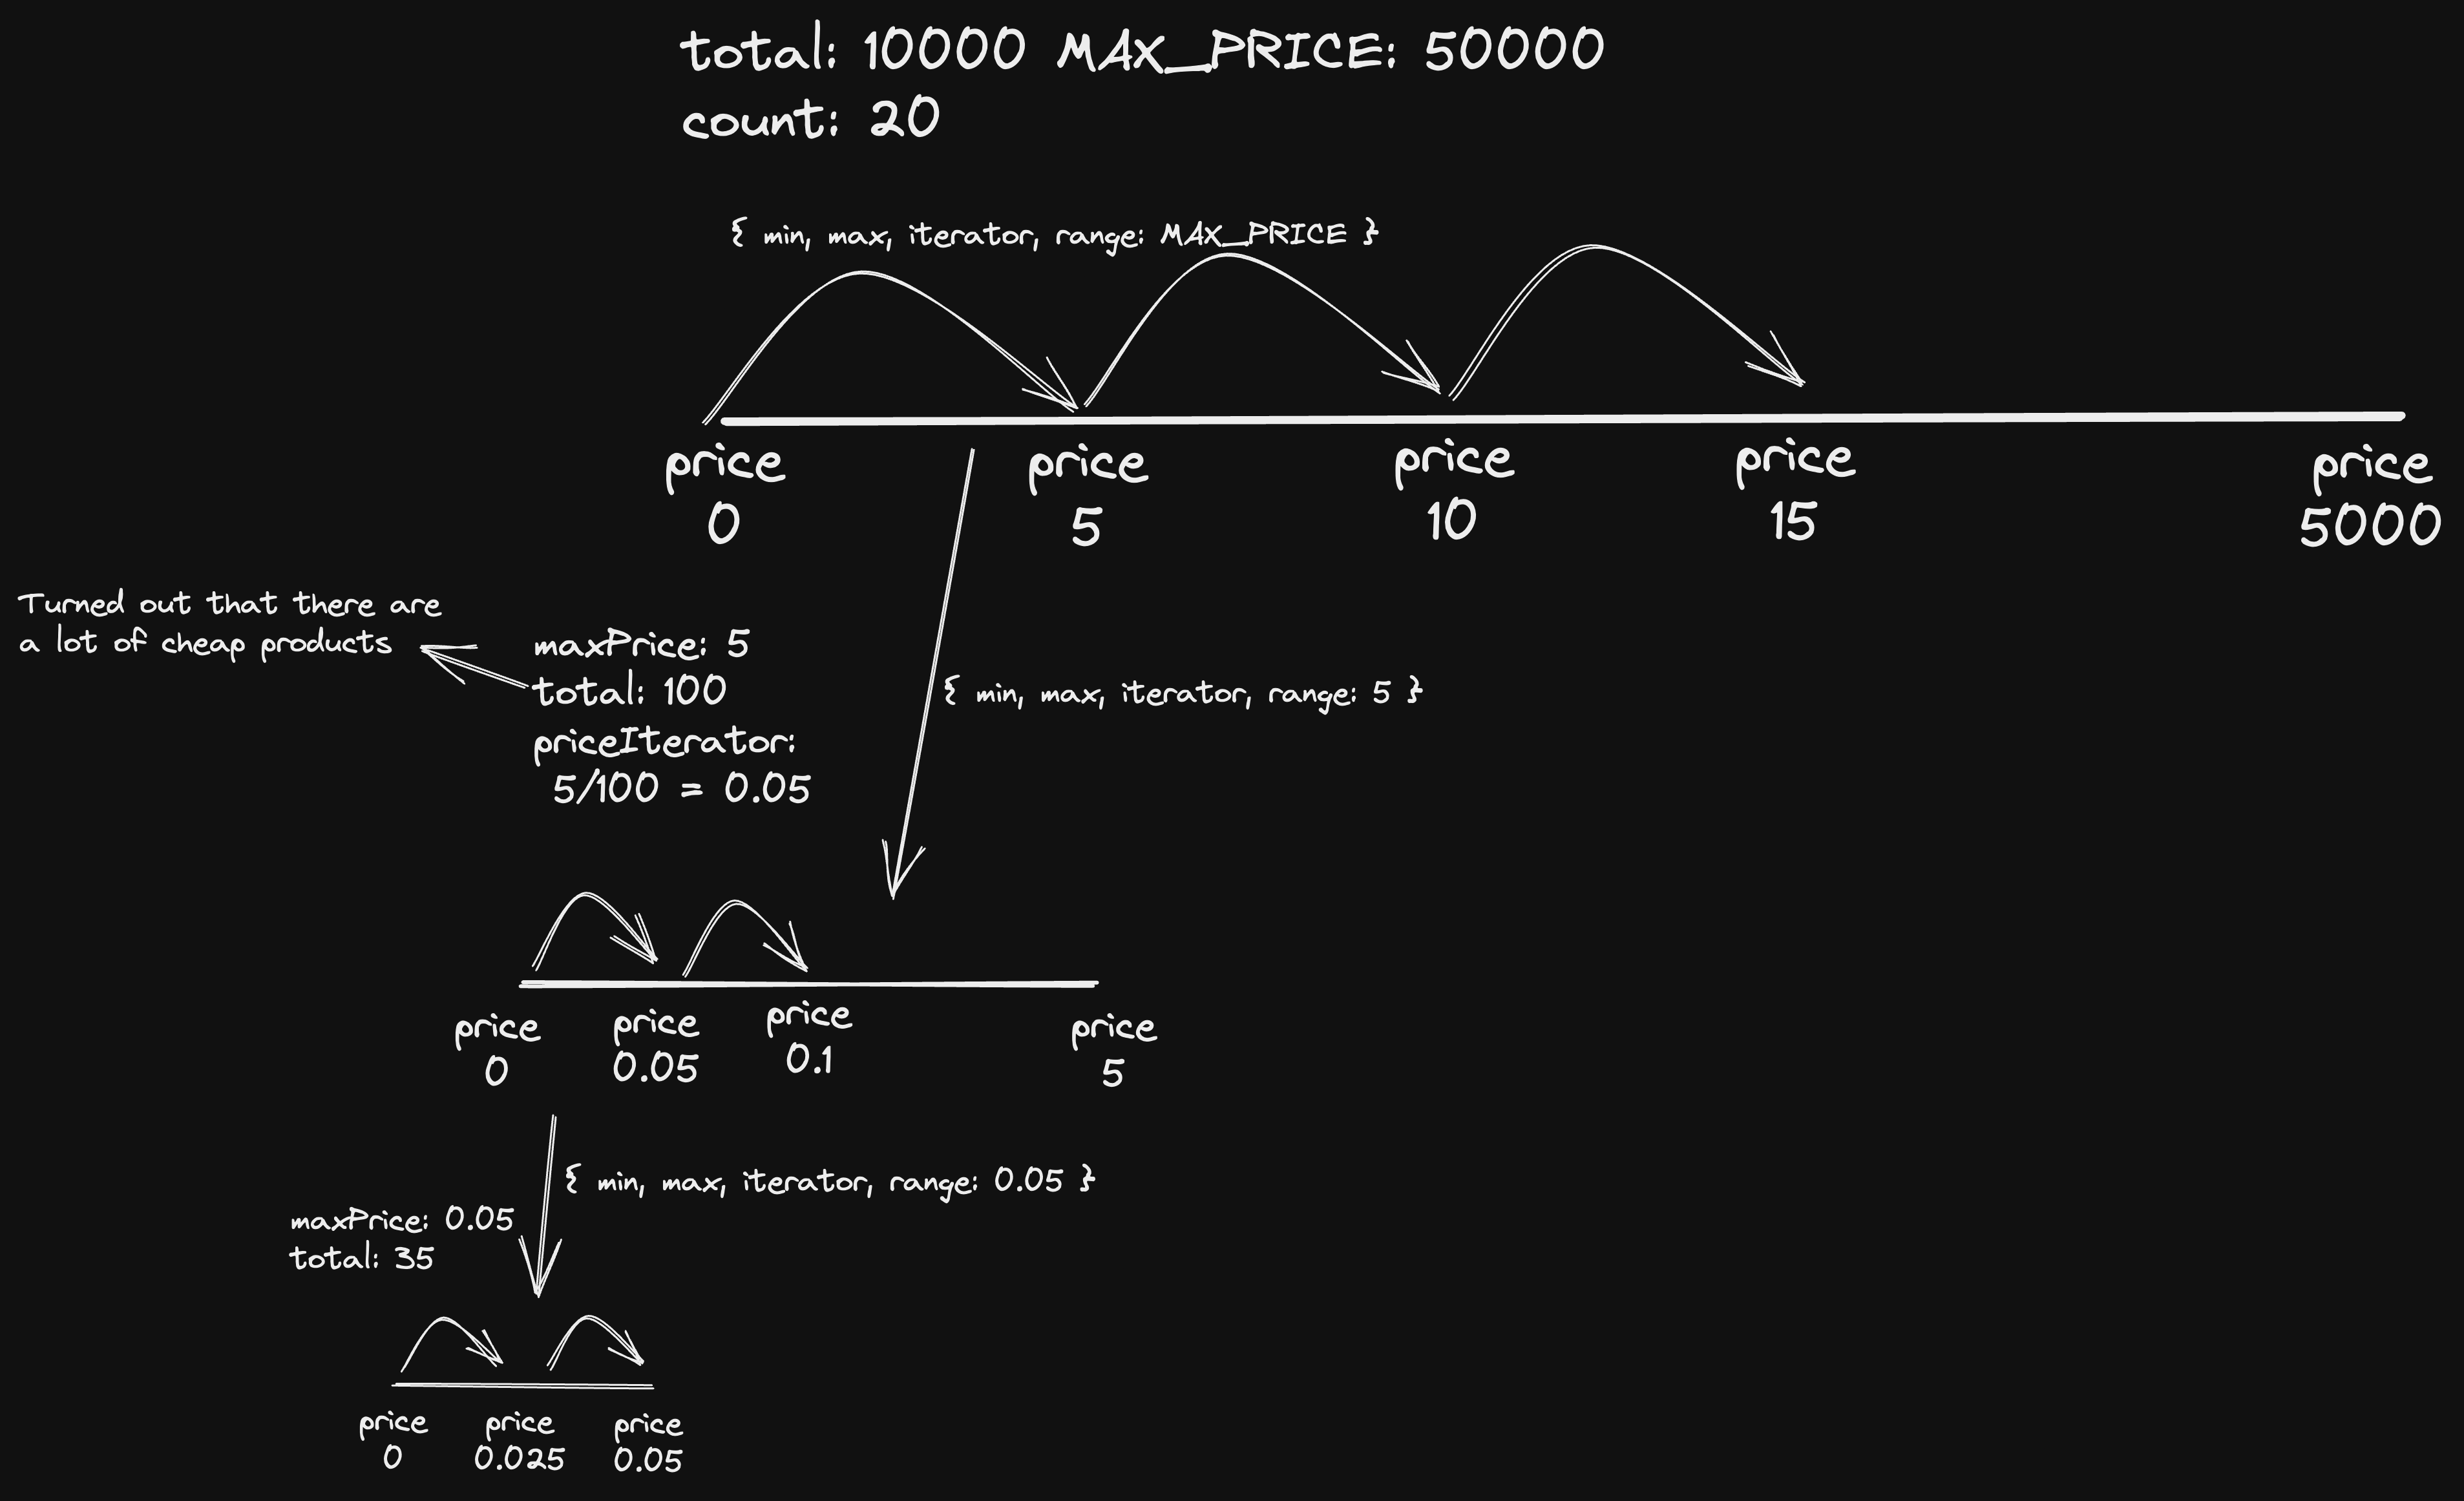 total: 10000 MAX_PRICE: 50000
count: 20
{ min, max, iterator, range: MAX_PRICE }
price
0
price
5
price
10
price
15
price
5000
Turned out that there are
a lot of cheap products
maxPrice: 5
total: 100
priceIterator:
5/100 = 0.05
{ min, max, iterator, range: 5 }
price
0
price
0.05
price
0.1
price
5
{ min, max, iterator, range: 0.05 }
maxPrice: 0.05
total: 35
price
0
price
0.025
price
0.05